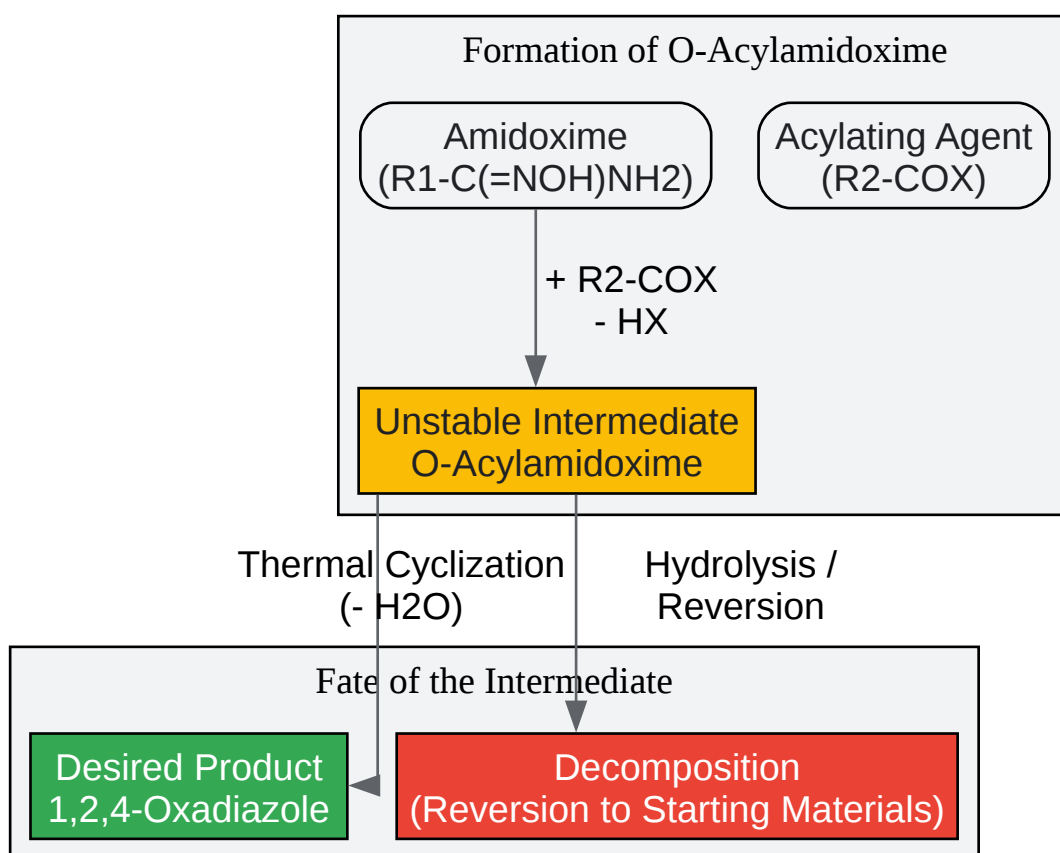 Formation of O-Acylamidoxime
Amidoxime
(R1-C(=NOH)NH2)
Acylating Agent
(R2-COX)
+ R2-COX
- HX
Unstable Intermediate
O-Acylamidoxime
Thermal Cyclization
(- H2O)
Hydrolysis /
Reversion
Fate of the Intermediate
Desired Product
1,2,4-Oxadiazole
Decomposition
(Reversion to Starting Materials)